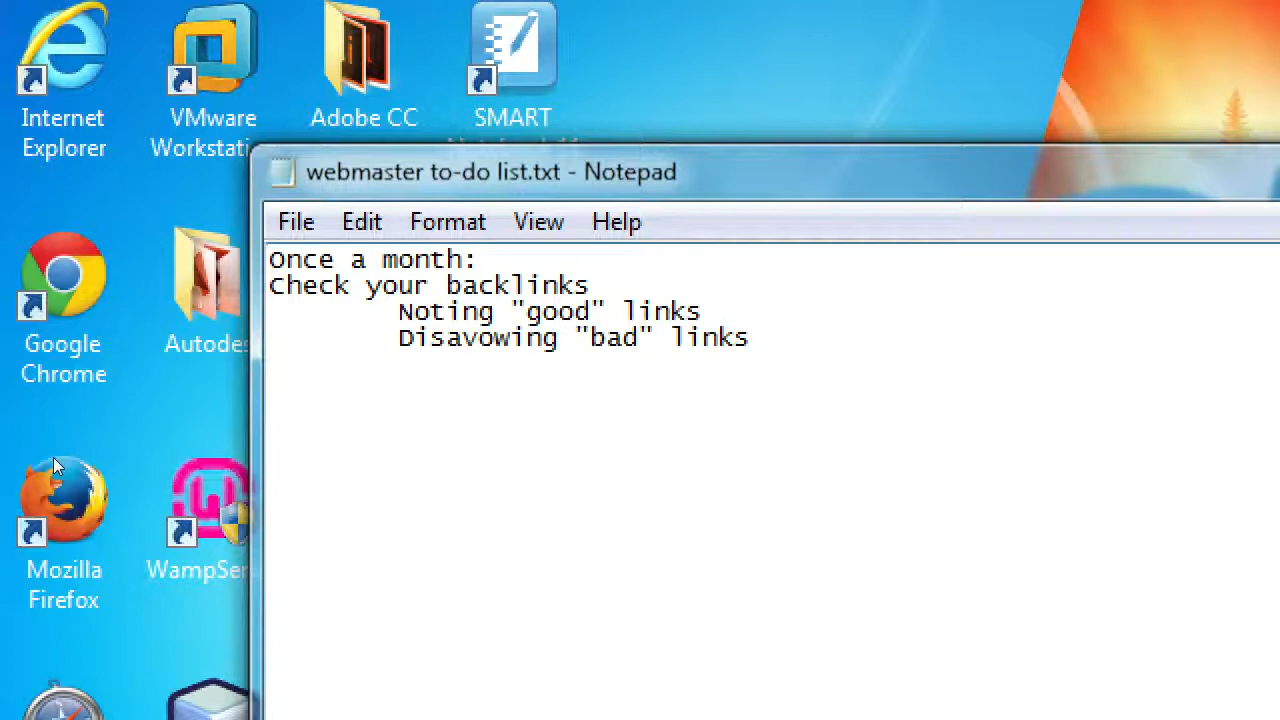 Internet
Explorer
VMware
Workstati
Adobe CC
SMART
webmaster to-do list.txt - Notepad
File Edit Format View Help
Once a month:
Check your backlinks
Noting "good" links
Disavowing "bad" links
Google
Chrome
Autodes
Mozilla
Firefox
WampSer